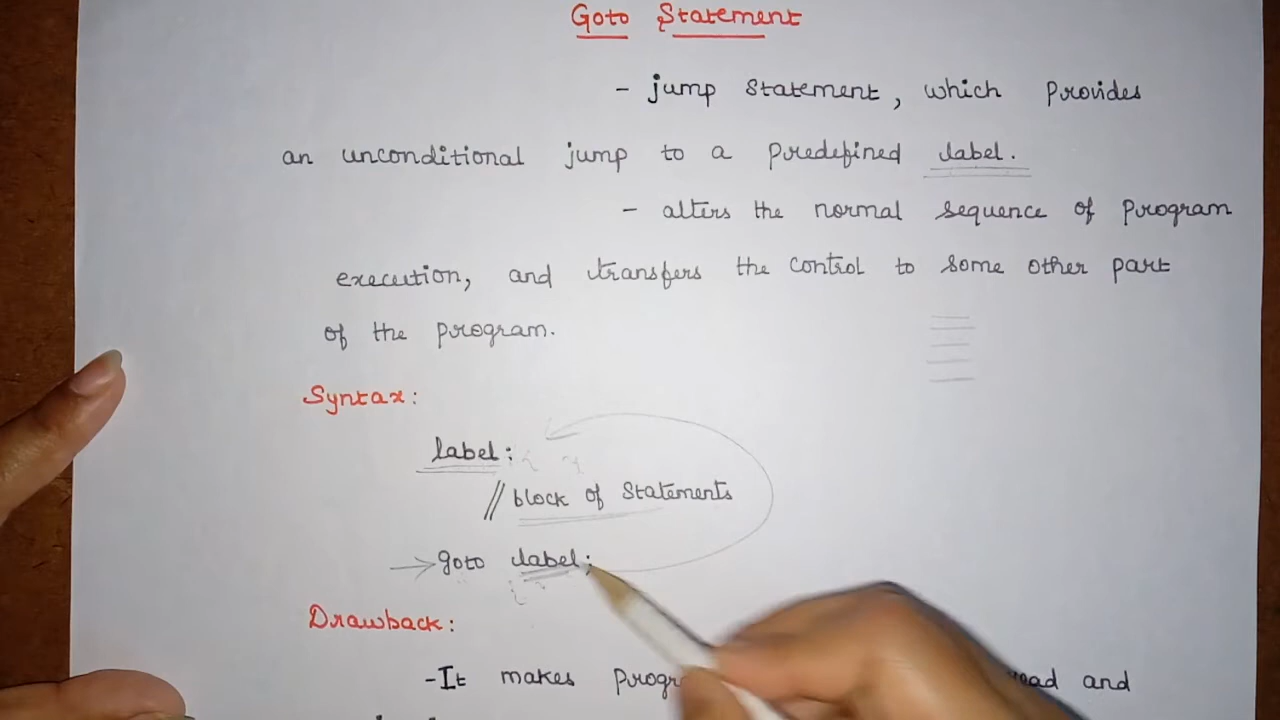 Goto Statement
- jump statement, which provides
an unconditional jump to a predefined label.
- alters the normal sequence of program
execution, and transfers the control to some other part
of the program.
Syntax:
label:
// block of statements
goto label;
Drawback:
-It makes and